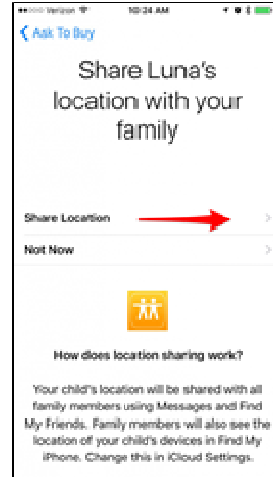 Verizon 10:24 AM
Ask To Buy
Share Luna's
location with your
family
Share Location
Not Now
How does location sharing work?
Your child's location will be shared with all
family members using Messages and Find
My Friends. Family members will also see the
location of your child's devices in Find My
iPhone. Change this in iCloud Settings.